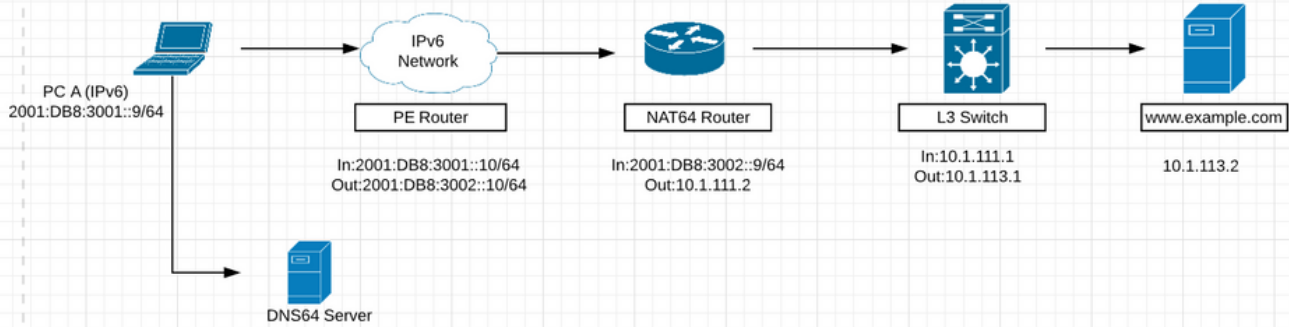 PC A (IPv6)
2001:DB8:3001::9/64
IPv6
Network
PE Router
In:2001:DB8:3001::10/64
Out:2001:DB8:3002::10/64
NAT64 Router
In:2001:DB8:3002::9/64
Out:10.1.111.2
L3 Switch
In:10.1.111.1
Out:10.1.113.1
www.example.com
10.1.113.2
DNS64 Server